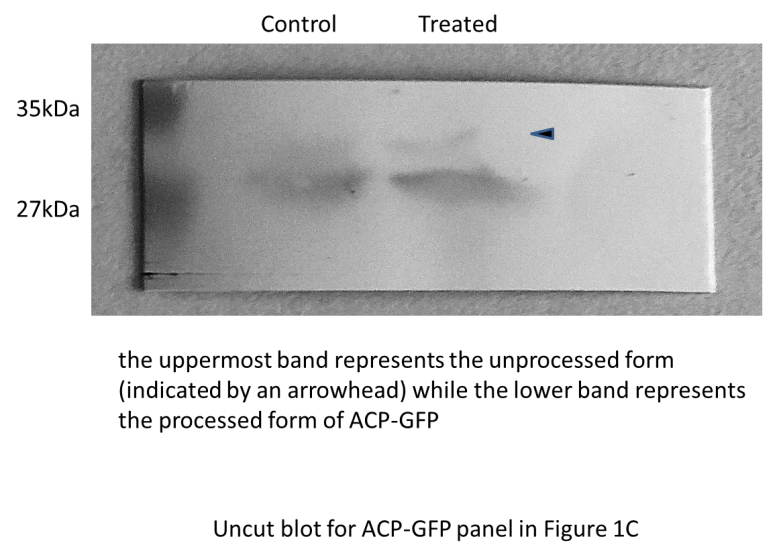 Control Treated
35kDa
27kDa
the uppermost band represents the unprocessed form
(indicated by an arrowhead) while the lower band represents
the processed form of ACP-GFP
Uncut blot for ACP-GFP panel in Figure 1C